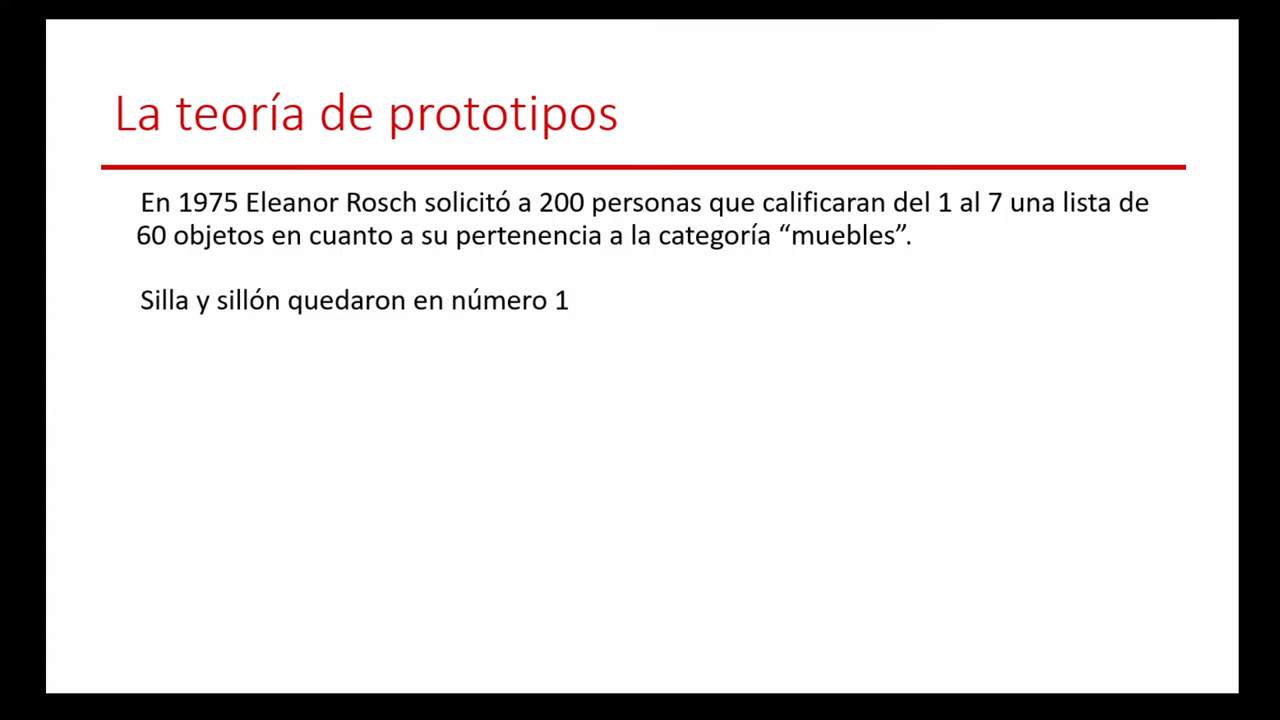 La teoría de prototipos
En 1975 Eleanor Rosch solicitó a 200 personas que calificaran del 1 al 7 una lista de
60 objetos en cuanto a su pertenencia a la categoría “muebles”.
Silla y sillón quedaron en número 1